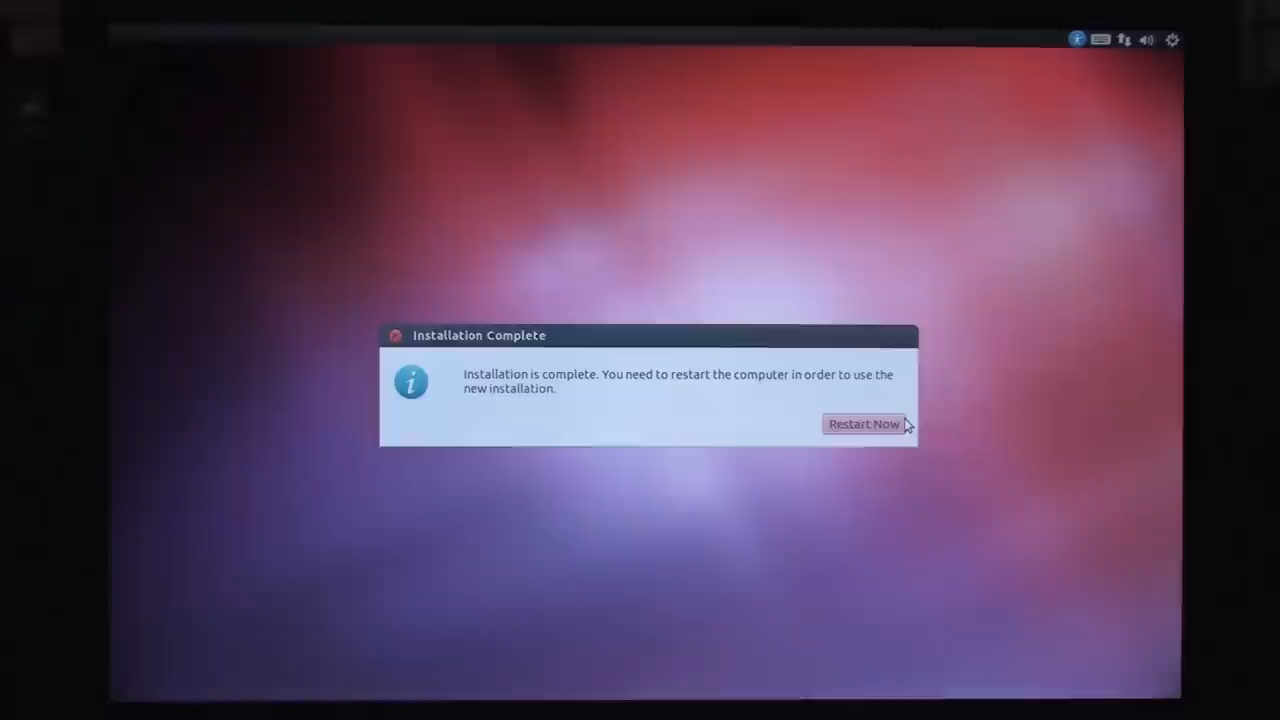 Installation Complete
Installation is complete. You need to restart the computer in order to use the
new installation.
Restart Now